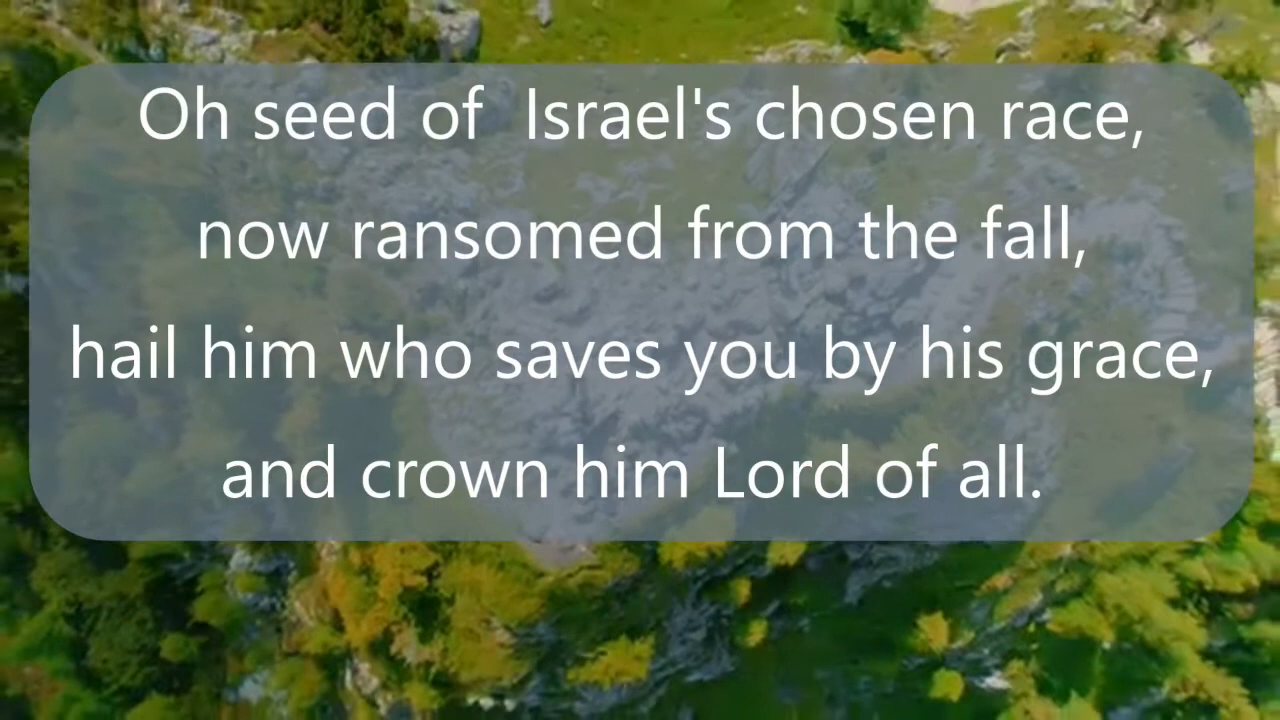 Oh seed of  Israel's chosen race,
now ransomed from the fall,
hail him who saves you by his grace,
and crown him Lord of all.